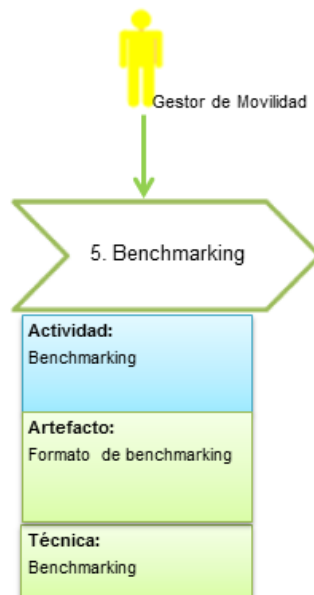 Gestor de Movilidad
5. Benchmarking
Actividad:
Benchmarking
Artefacto:
Formato de benchmarking
Técnica:
Benchmarking